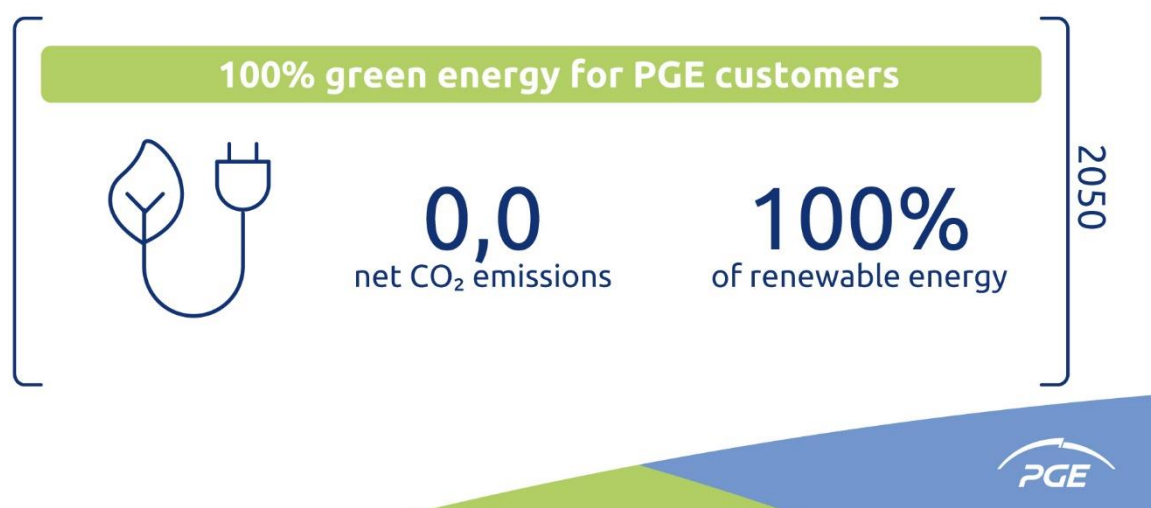 100% green energy for PGE customers
0,0
net CO₂ emissions
100%
of renewable energy
2050
PGE